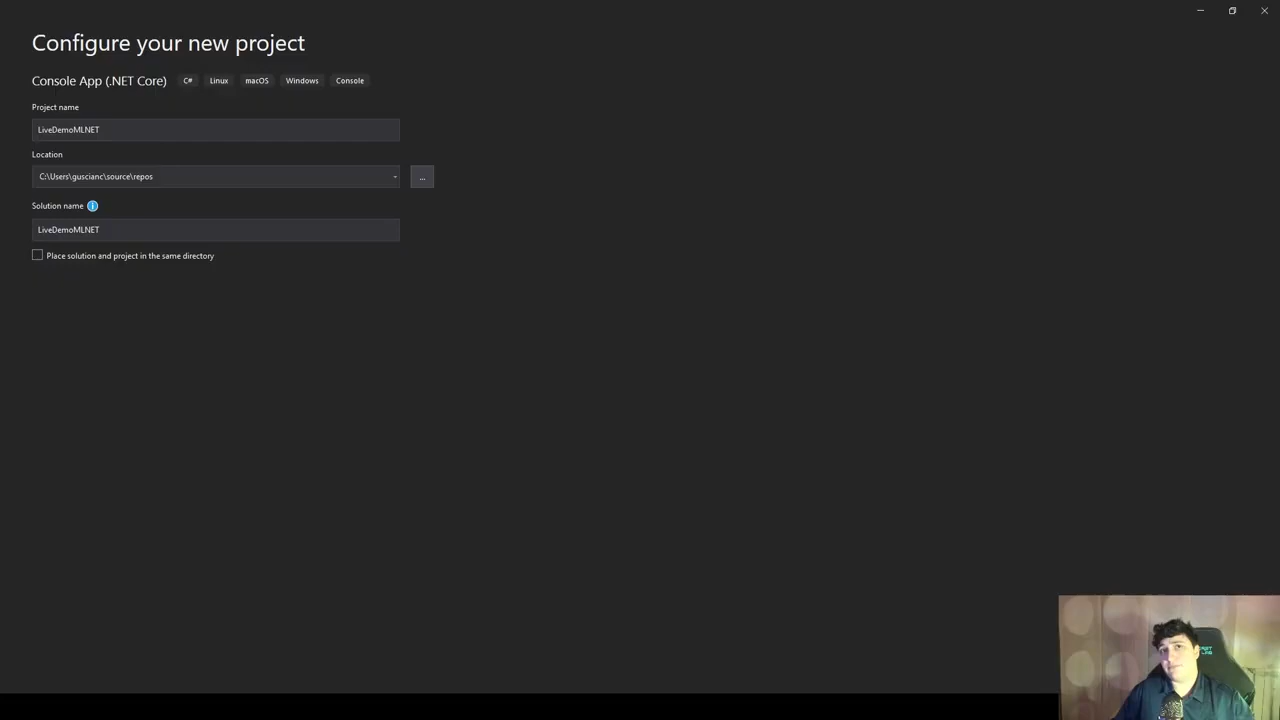 Configure your new project
Console App (.NET Core) C# Linux macOS Windows Console
Project name
LiveDemoMLNET
Location
C:\Users\guscianc\source\repos
...
Solution name
LiveDemoMLNET
Place solution and project in the same directory